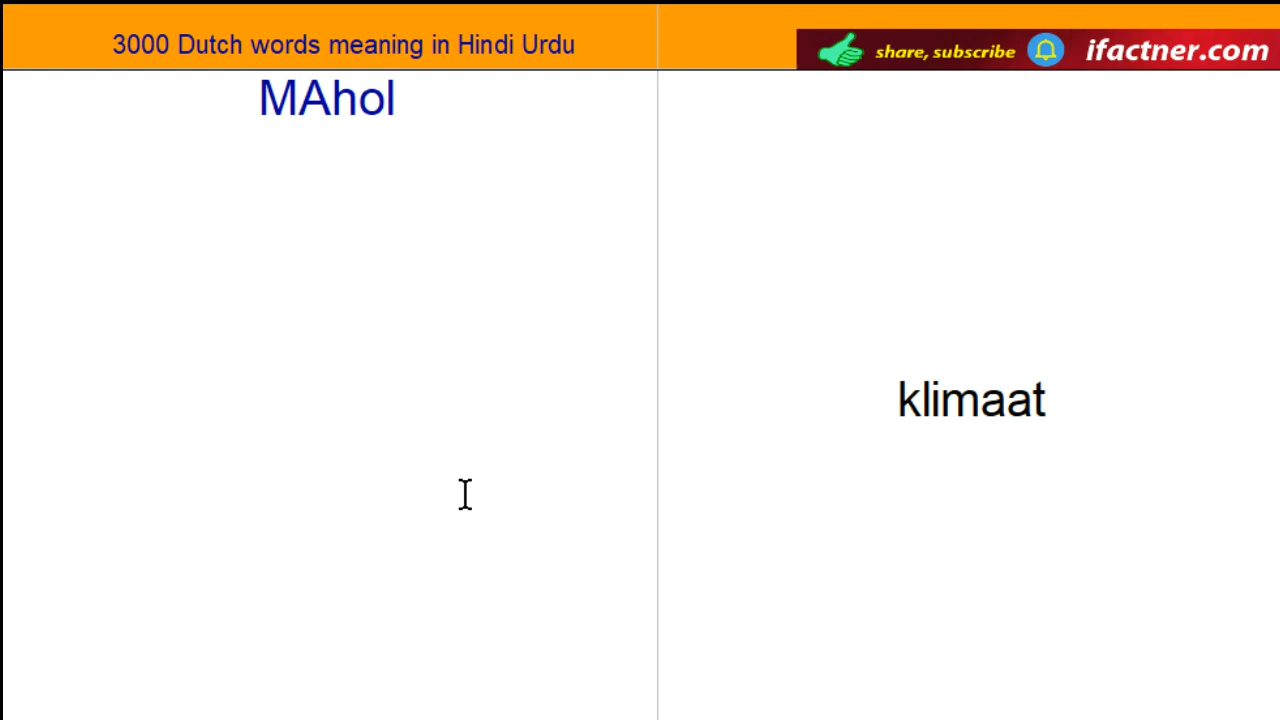 3000 Dutch words meaning in Hindi Urdu
share, subscribe
ifactner.com
MAhol
klimaat